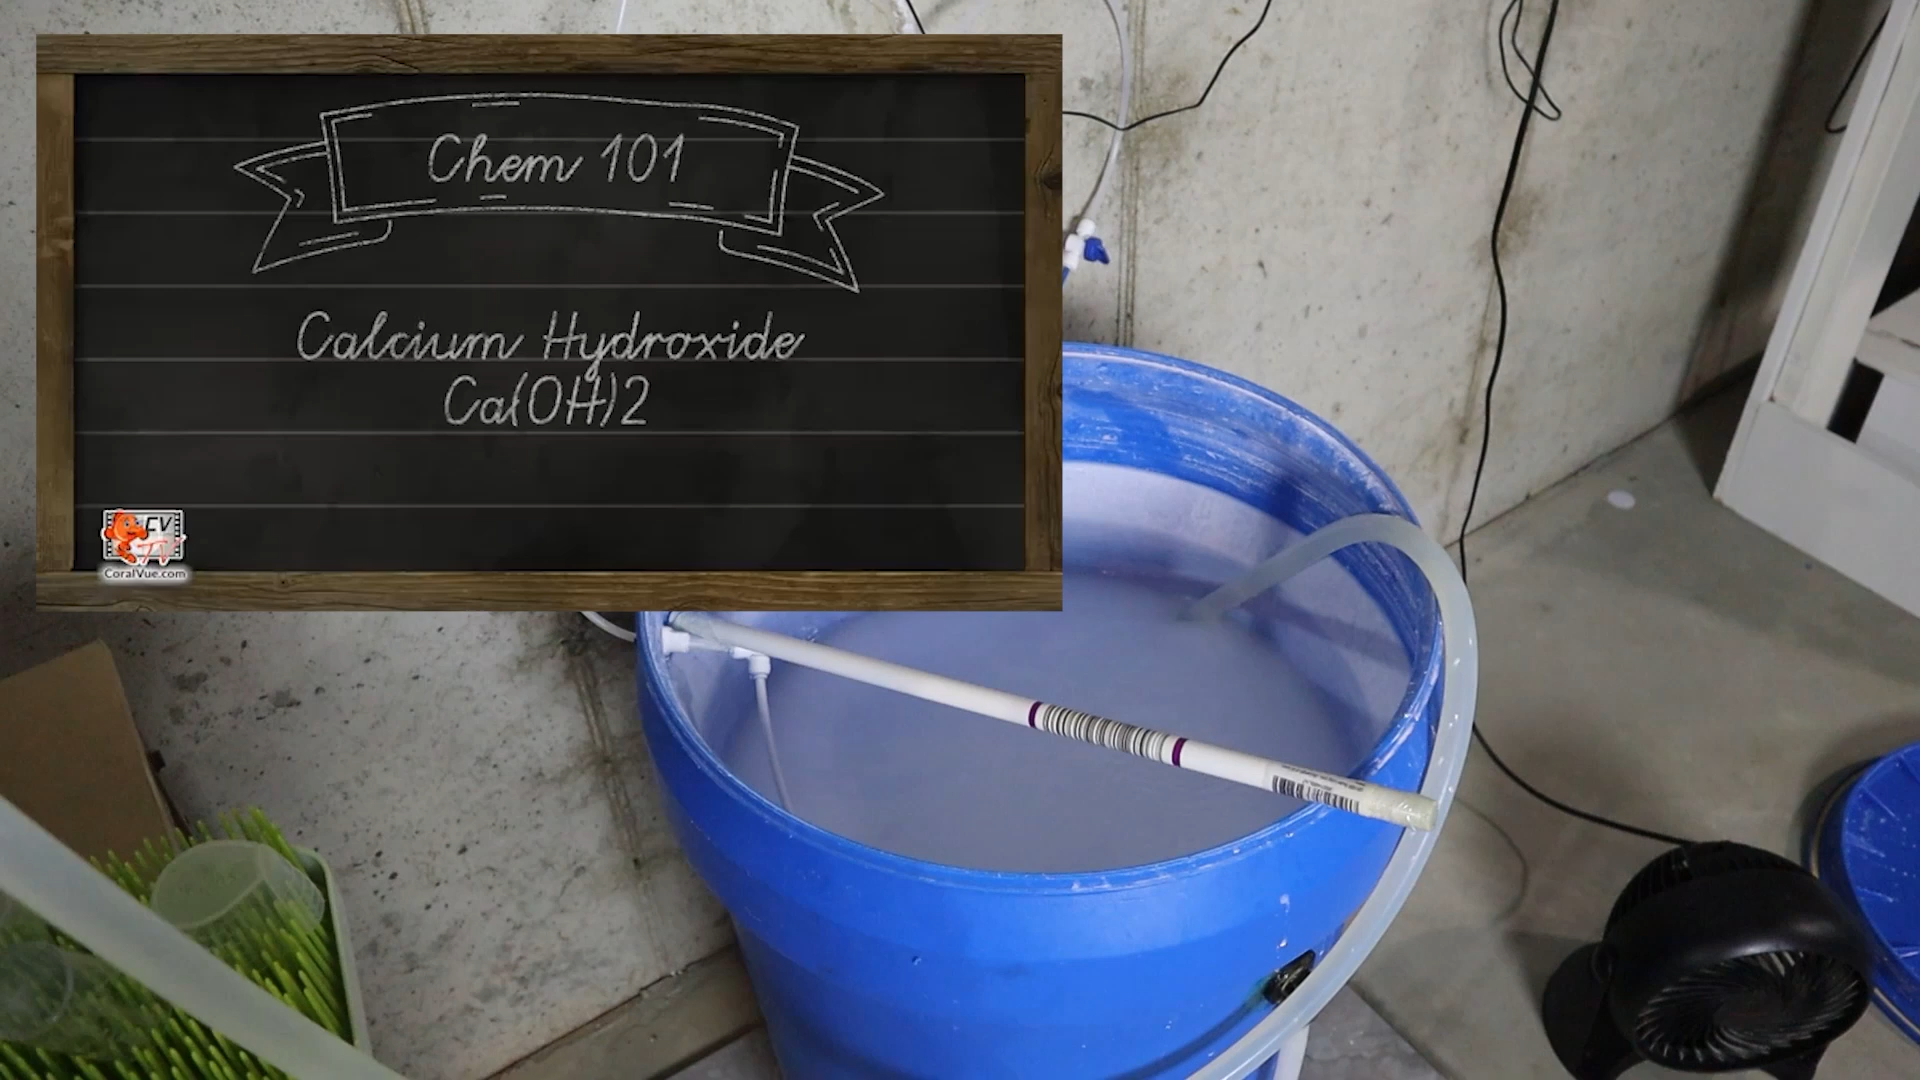 Chem 101
Calcium Hydroxide
Ca(OH)2
CV
TV
CoralVue.com